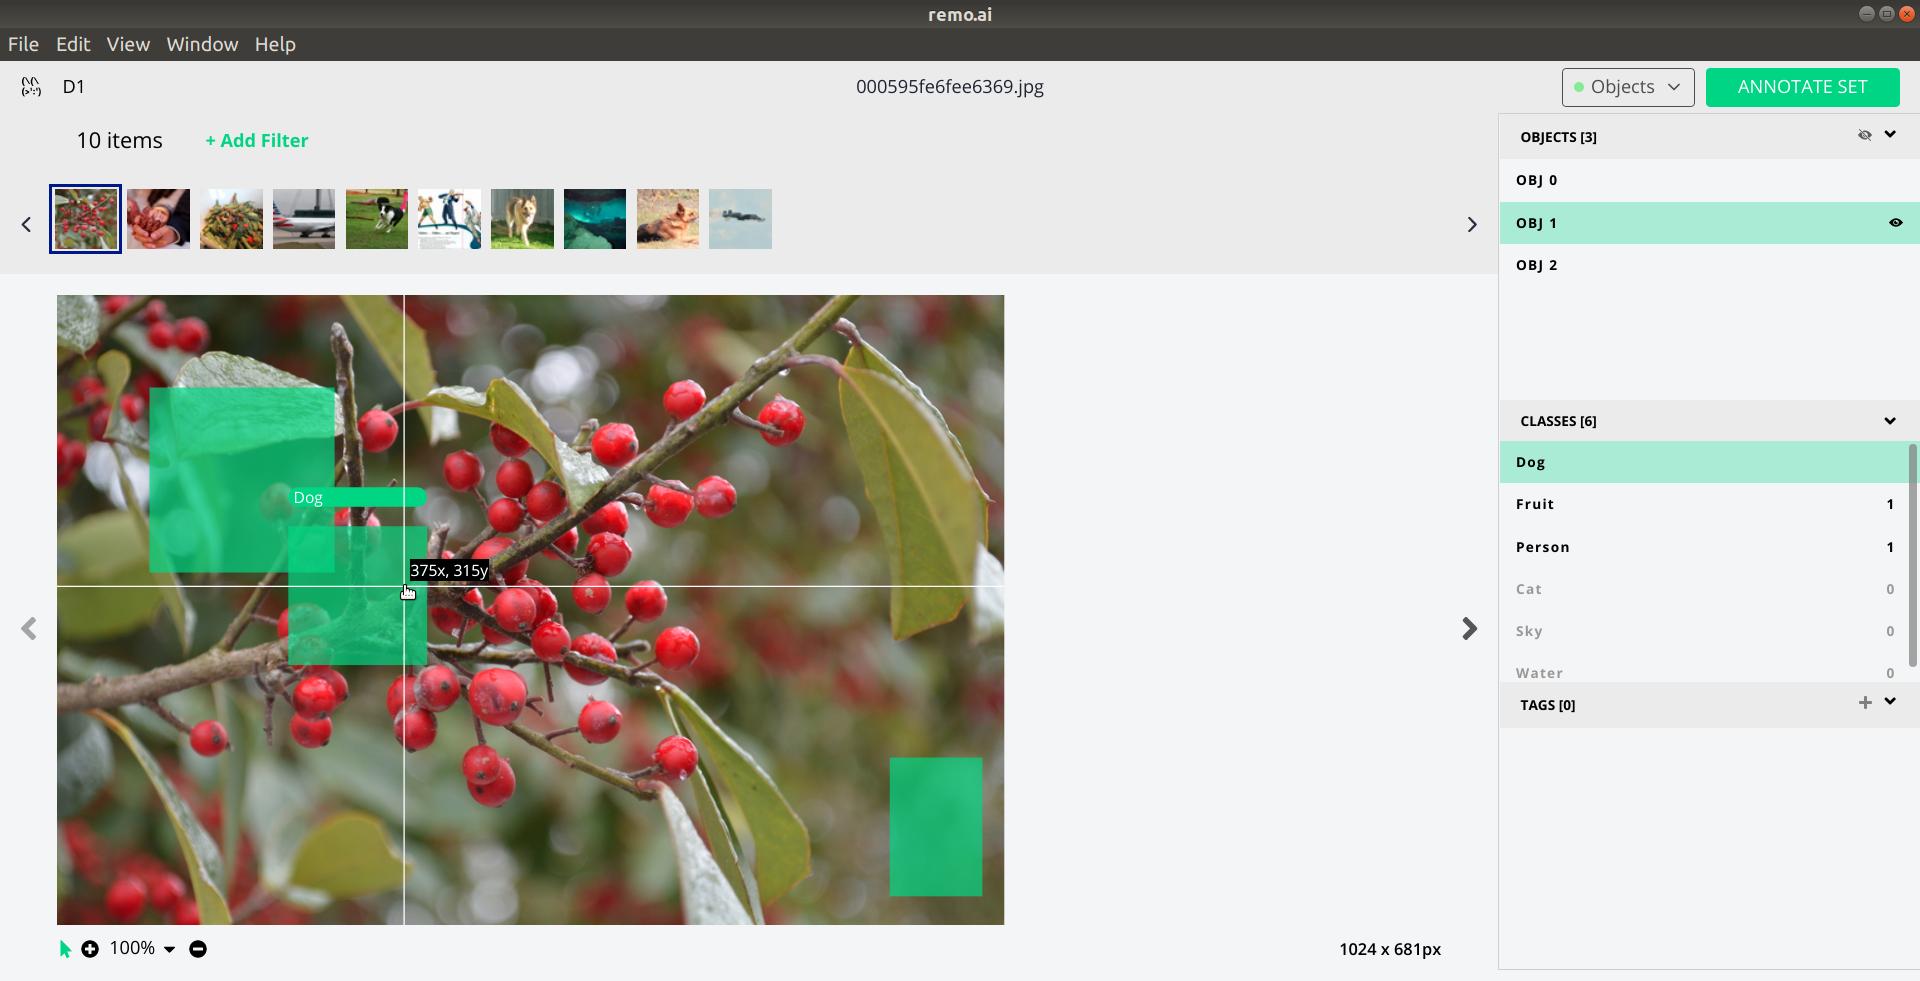 remo.ai
File Edit View Window Help
D1
000595fe6fee6369.jpg
Objects
ANNOTATE SET
10 items
+ Add Filter
OBJECTS [3]
OBJ 0
OBJ 1
OBJ 2
CLASSES [6]
Dog
Fruit 1
Person 1
Cat 0
Sky 0
Water 0
TAGS [0]
Dog
375x, 315y
100%
1024 x 681px